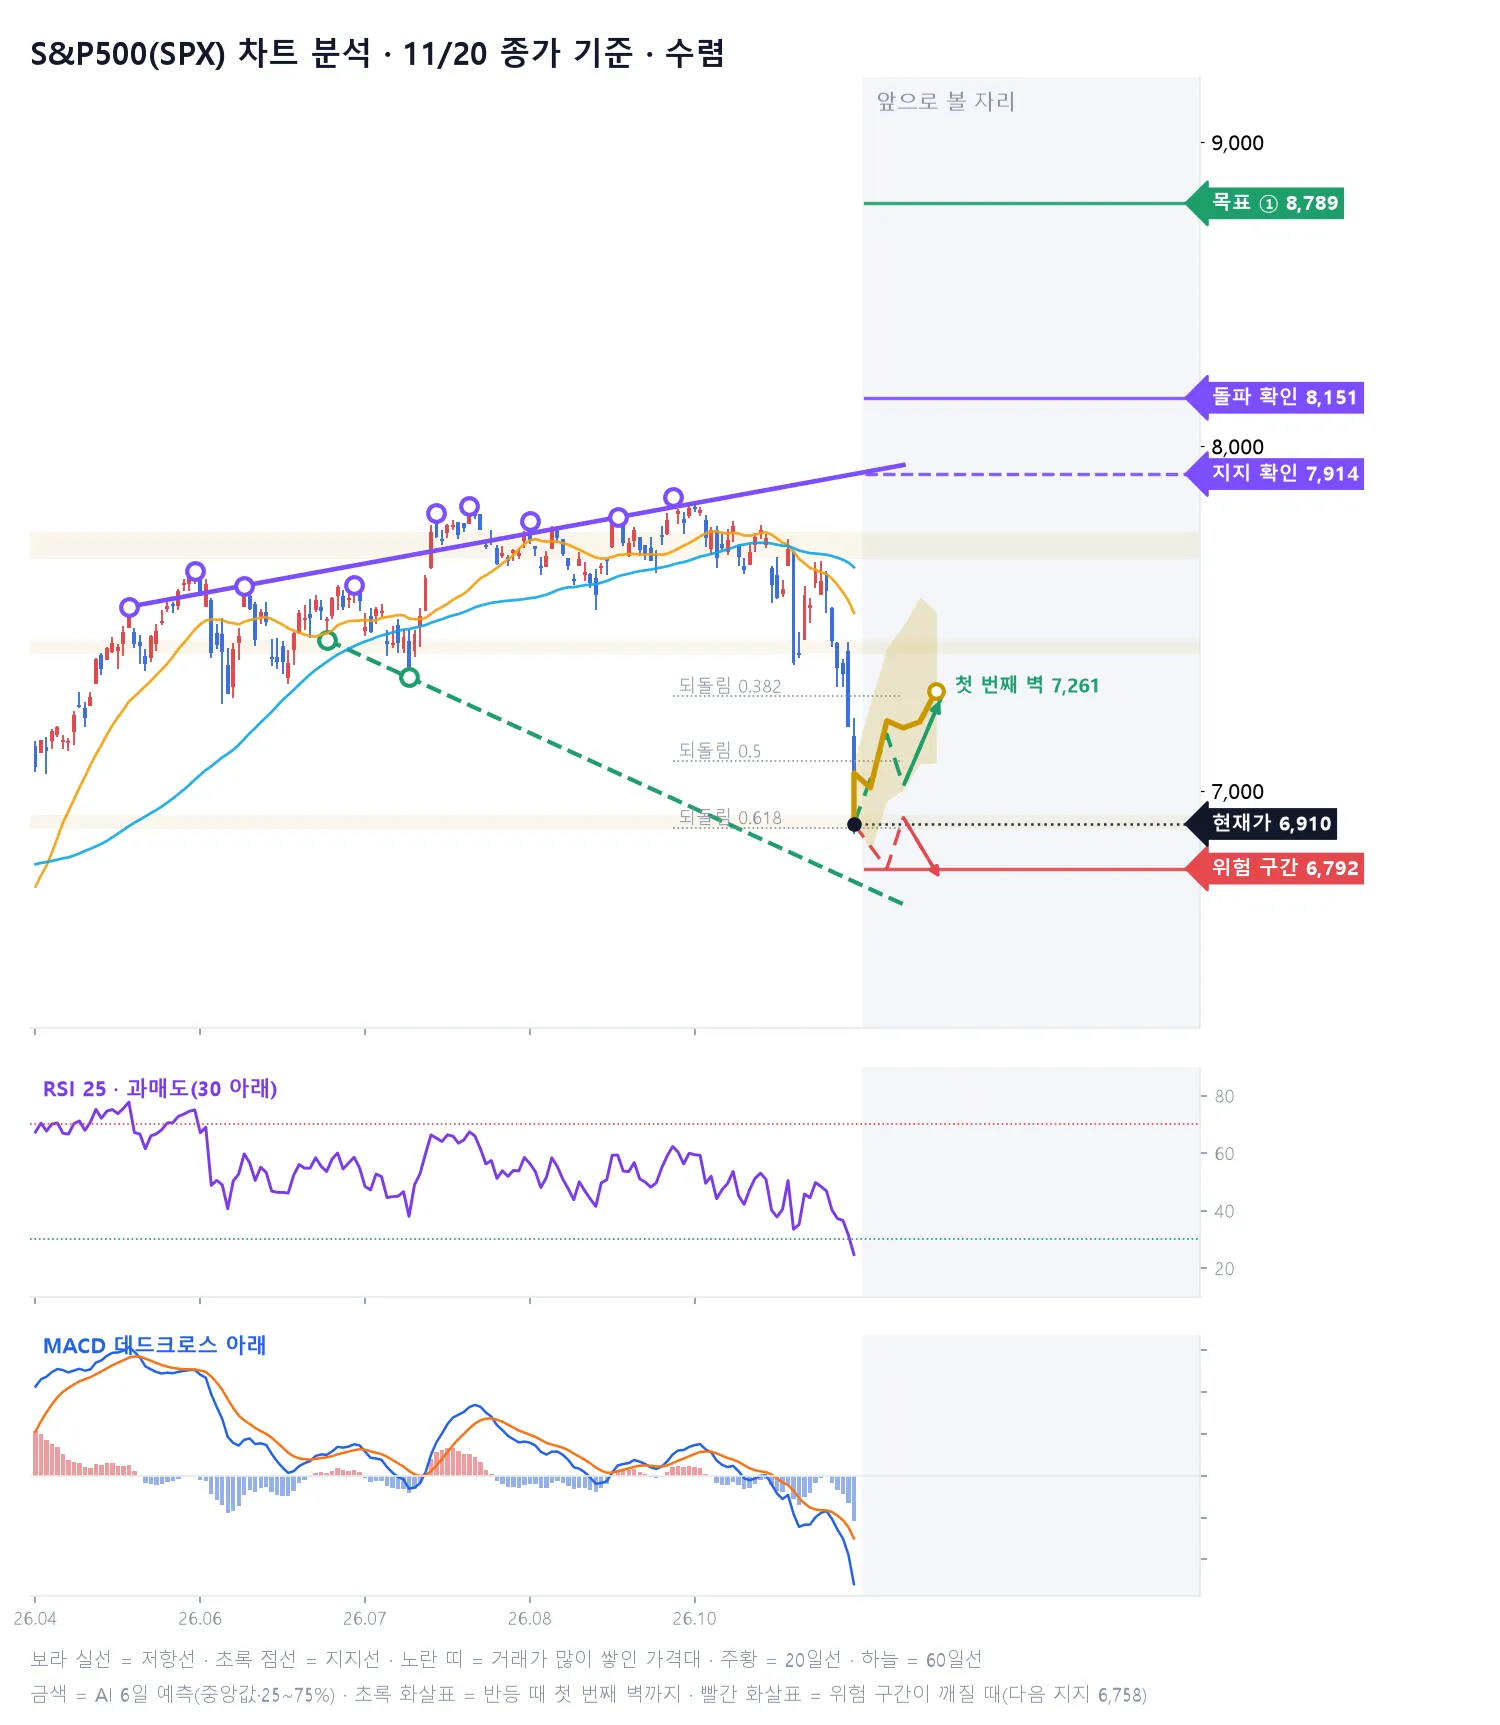 S&P500(SPX) 차트 분석 · 11/20 종가 기준 · 수렴
앞으로 볼 자리
9,000
목표 ① 8,789
돌파 확인 8,151
8,000
지지 확인 7,914
되돌림 0.382
첫 번째 벽 7,261
되돌림 0.5
7,000
되돌림 0.618
현재가 6,910
위험 구간 6,792
RSI 25 · 과매도(30 아래)
80
60
40
20
MACD 데드크로스 아래
26.04 26.06 26.07 26.08 26.10
보라 실선 = 저항선 · 초록 점선 = 지지선 · 노란 띠 = 거래가 많이 쌓인 가격대 · 주황 = 20일선 · 하늘 = 60일선
금색 = AI 6일 예측(중앙값·25~75%) · 초록 화살표 = 반등 때 첫 번째 벽까지 · 빨간 화살표 = 위험 구간이 깨질 때(다음 지지 6,758)